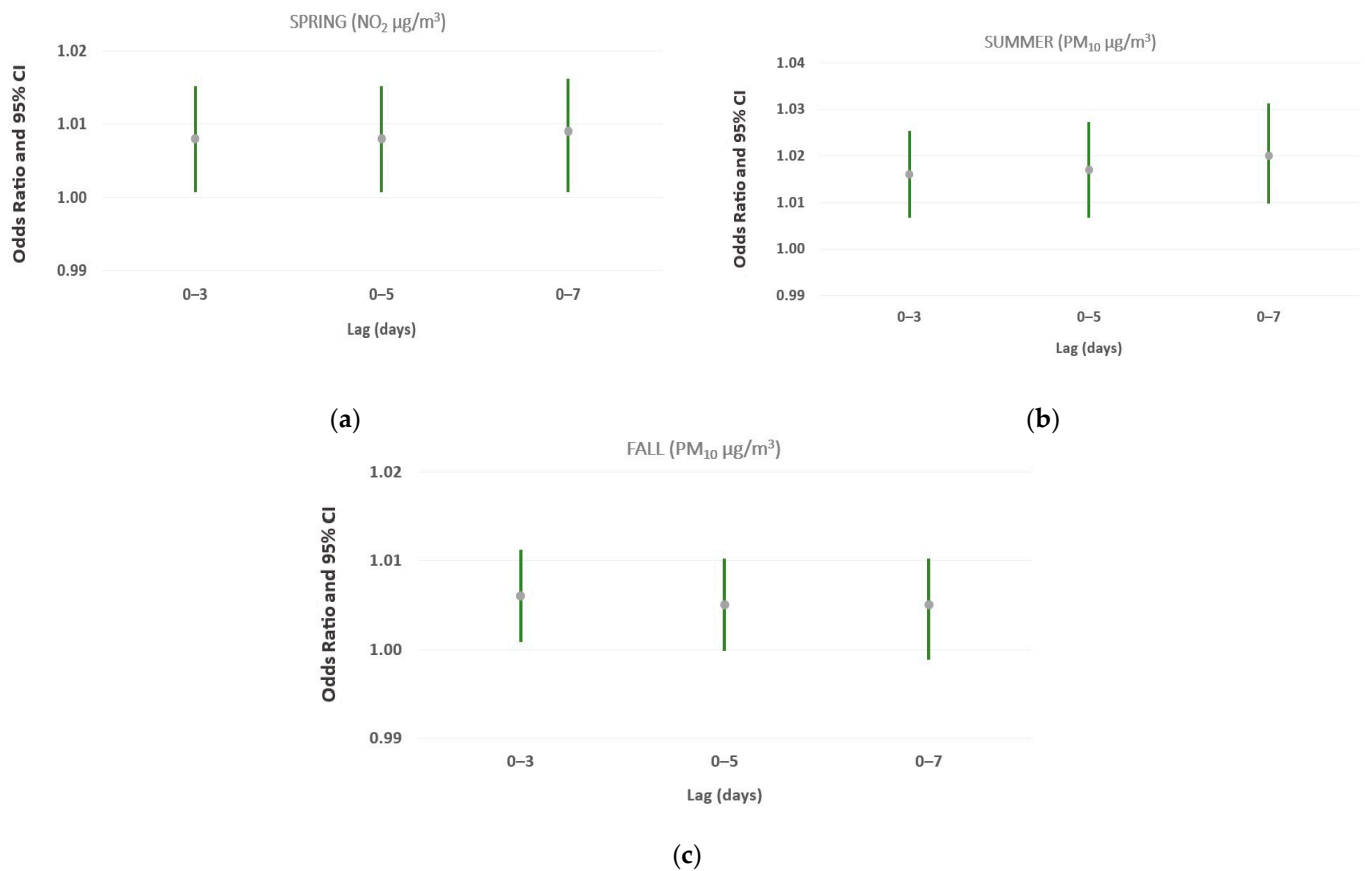 SPRING (NO₂ µg/m³)
Odds Ratio and 95% CI
1.02
1.01
1.00
0.99
0–3 0–5 0–7
Lag (days)
(a)
SUMMER (PM₁₀ µg/m³)
Odds Ratio and 95% CI
1.04
1.03
1.02
1.01
1.00
0.99
0–3 0–5 0–7
Lag (days)
(b)
FALL (PM₁₀ µg/m³)
Odds Ratio and 95% CI
1.02
1.01
1.00
0.99
0–3 0–5 0–7
Lag (days)
(c)